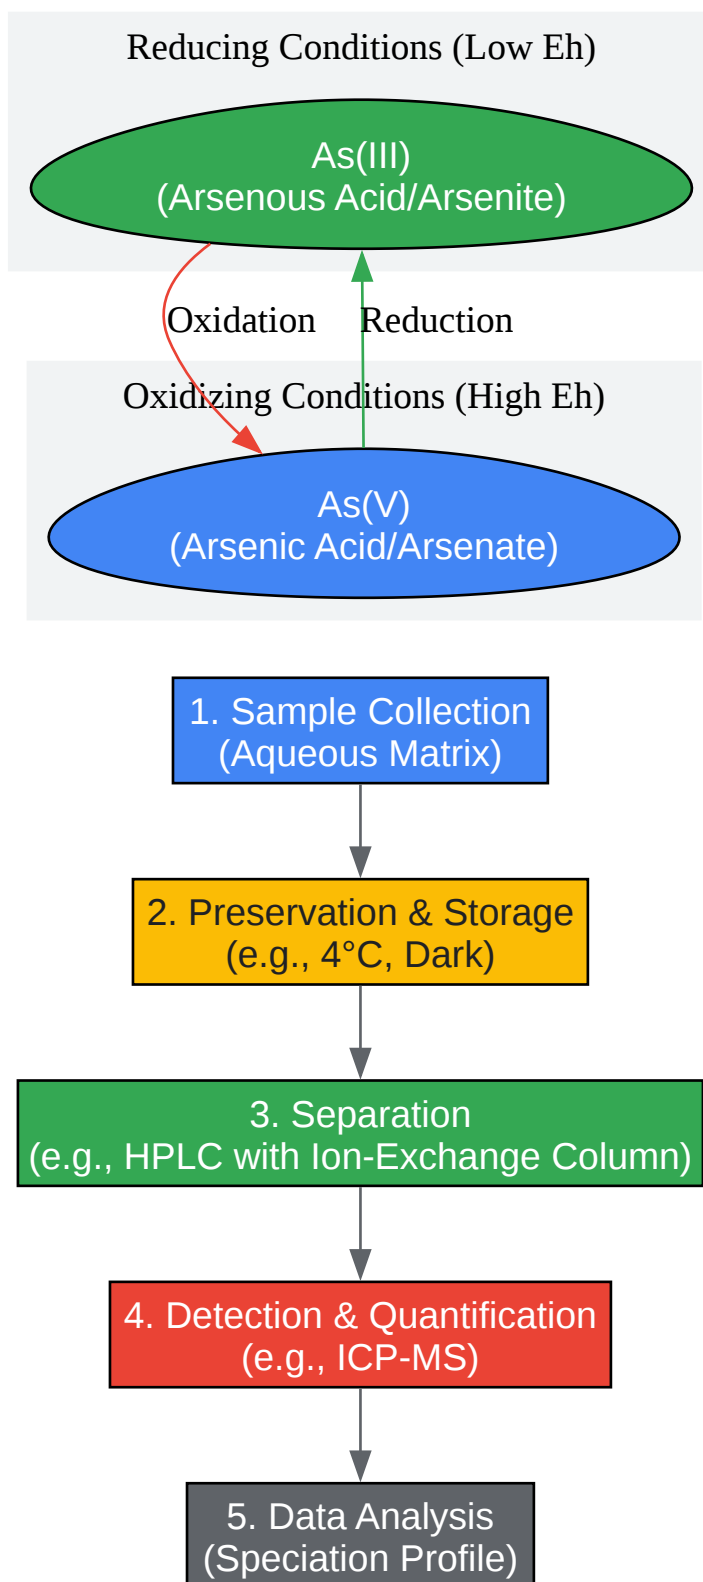 Reducing Conditions (Low Eh)
As(III)
(Arsenous Acid/Arsenite)
Oxidation
Reduction
Oxidizing Conditions (High Eh)
As(V)
(Arsenic Acid/Arsenate)
1. Sample Collection
(Aqueous Matrix)
2. Preservation & Storage
(e.g., 4°C, Dark)
3. Separation
(e.g., HPLC with Ion-Exchange Column)
4. Detection & Quantification
(e.g., ICP-MS)
5. Data Analysis
(Speciation Profile)